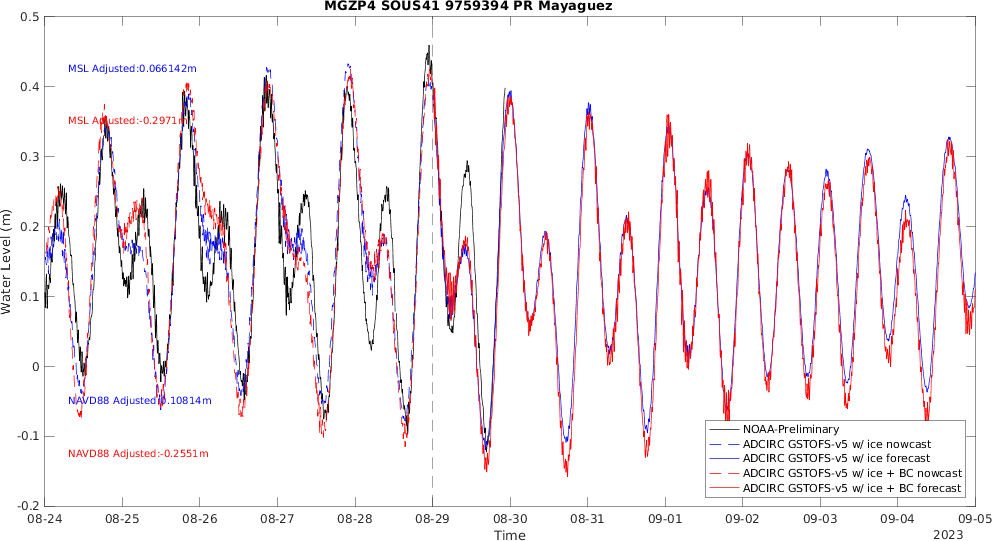 MGZP4 SOUS41 9759394 PR Mayaguez
0.5
0.4
0.3
0.2
0.1
0
-0.1
-0.2
Water Level (m)
MSL Adjusted:0.066142m
MSL Adjusted:-0.2971m
NAVD88 Adjusted:0.10814m
NAVD88 Adjusted:-0.2551m
NOAA-Preliminary
ADCIRC GSTOFS-v5 w/ ice nowcast
ADCIRC GSTOFS-v5 w/ ice forecast
ADCIRC GSTOFS-v5 w/ ice + BC nowcast
ADCIRC GSTOFS-v5 w/ ice + BC forecast
08-24 08-25 08-26 08-27 08-28 08-29 08-30 08-31 09-01 09-02 09-03 09-04 09-05
Time
2023